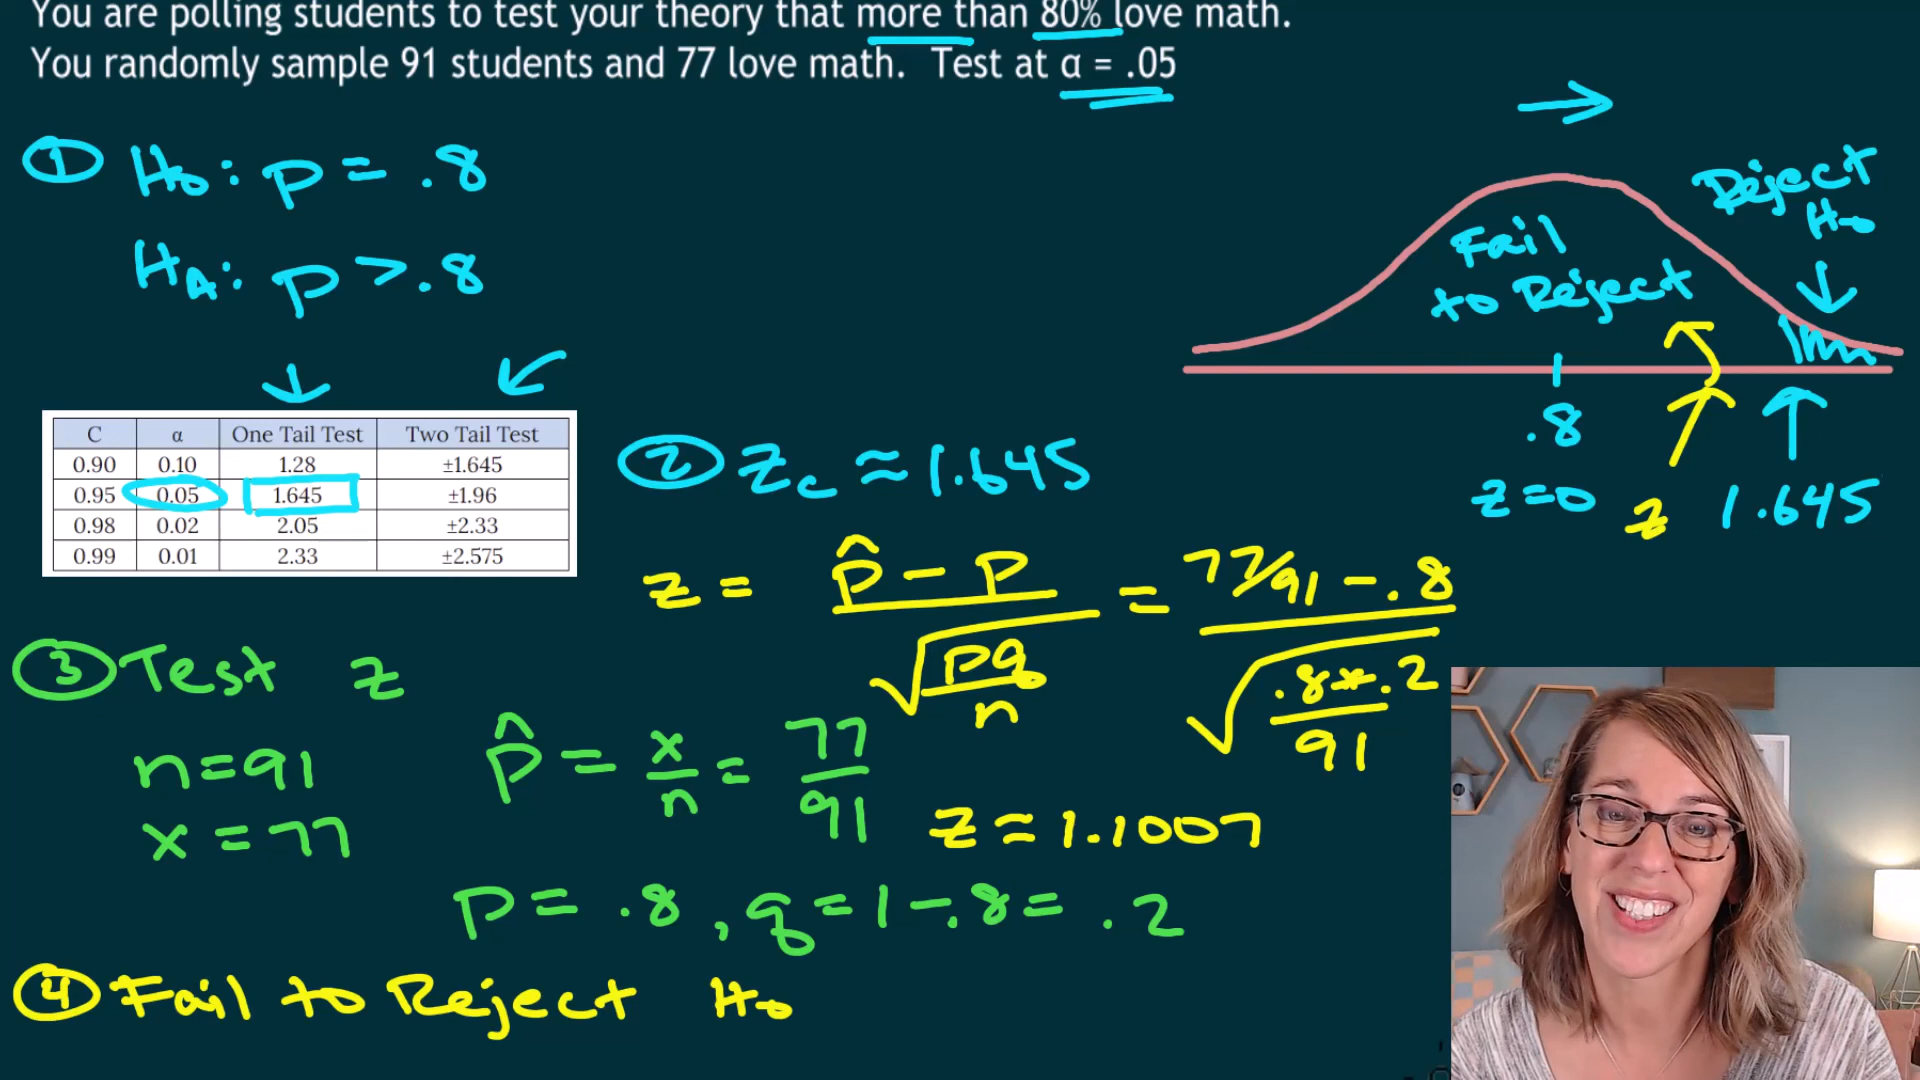 You are polling students to test your theory that more than 80% love math.
You randomly sample 91 students and 77 love math. Test at α = .05
① H₀: p = .8
H_A: p > .8
Reject
H₀
Fail
to Reject
.8
z=0
z
1.645
C α One Tail Test Two Tail Test
0.90 0.10 1.28 ±1.645
0.95 0.05 1.645 ±1.96
0.98 0.02 2.05 ±2.33
0.99 0.01 2.33 ±2.575
② z_c ≈ 1.645
z = (p̂ − p) / √(pq/n) = (77/91 − .8) / √(.8*.2/91)
③ Test z
n=91
x=77
p̂ = x/n = 77/91
z ≈ 1.1007
p = .8, q = 1−.8 = .2
④ Fail to Reject H₀